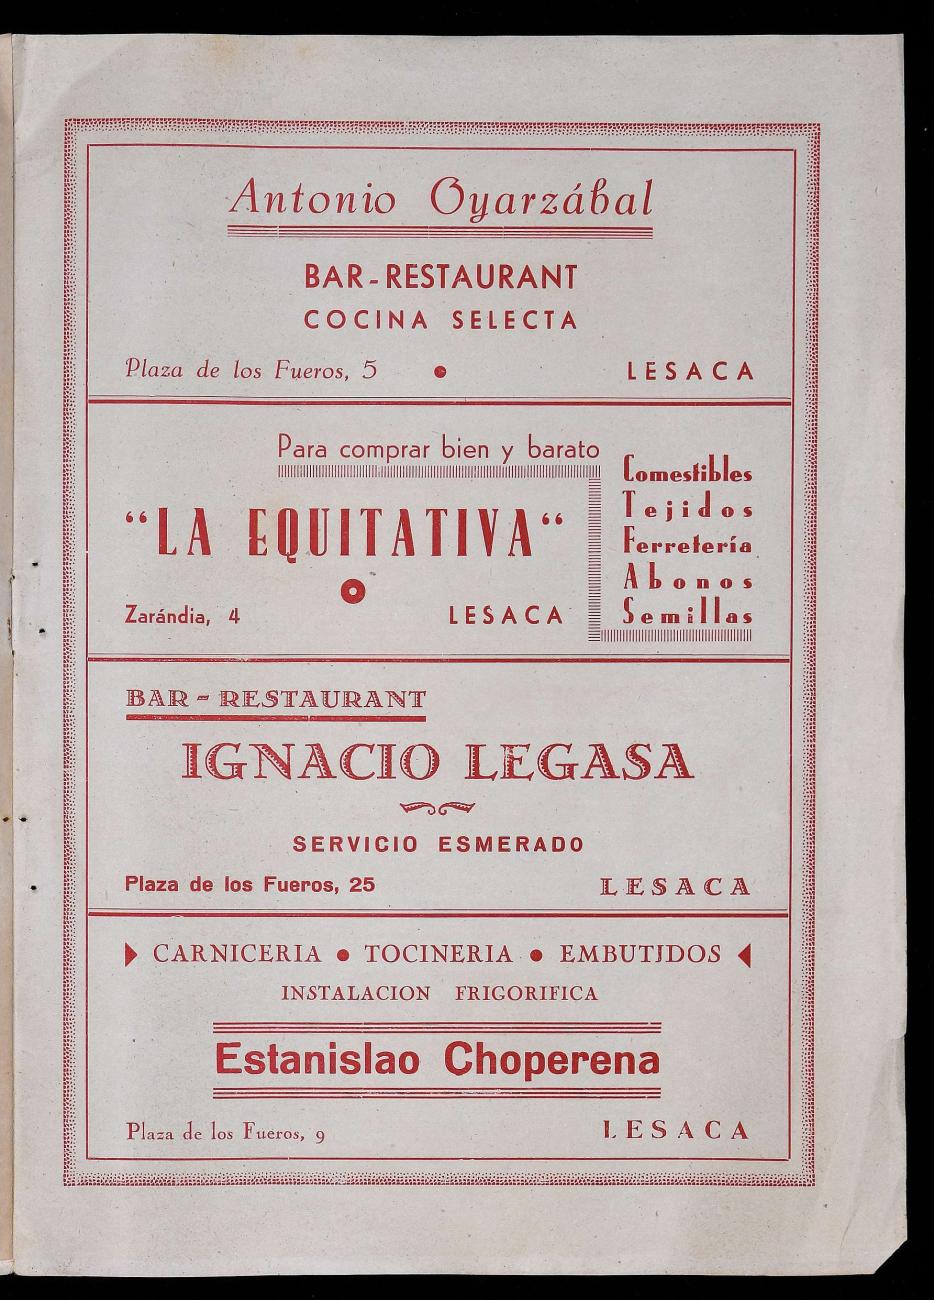 Antonio Oyarzábal
BAR-RESTAURANT
COCINA SELECTA
Plaza de los Fueros, 5 • LESACA
Para comprar bien y barato
"LA EQUITATIVA"
Zarándia, 4 LESACA
Comestibles
Tejidos
Ferretería
Abonos
Semillas
BAR - RESTAURANT
IGNACIO LEGASA
SERVICIO ESMERADO
Plaza de los Fueros, 25 LESACA
CARNICERIA • TOCINERIA • EMBUTIDOS
INSTALACION FRIGORIFICA
Estanislao Choperena
Plaza de los Fueros, 9 LESACA